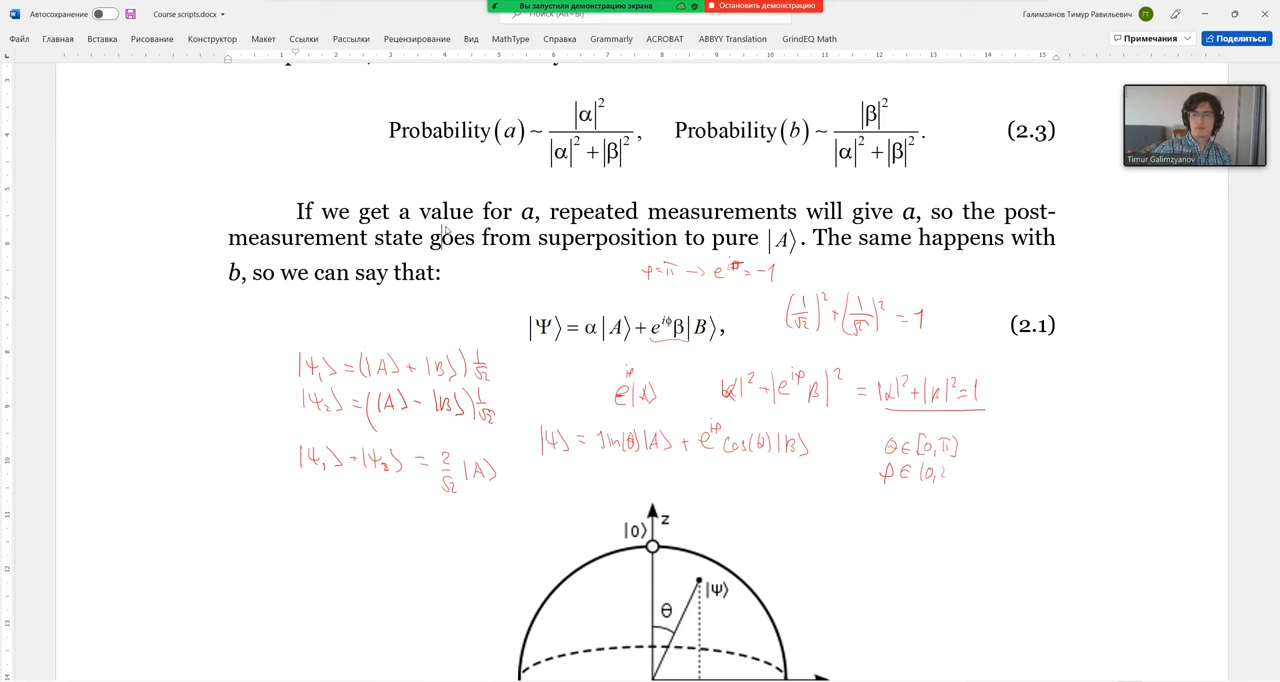 Вы запустили демонстрацию экрана
Остановить демонстрацию
Автосохранение
Course scripts.docx
Поиск (Alt+Ы)
Галимзянов Тимур Равильевич
ГТ
Файл Главная Вставка Рисование Конструктор Макет Ссылки Рассылки Рецензирование Вид MathType Справка Grammarly ACROBAT ABBYY Translation GrindEQ Math
Примечания
Поделиться
Timur Galimzyanov
Probability(a) ~ |α|² / (|α|² + |β|²), Probability(b) ~ |β|² / (|α|² + |β|²). (2.3)
If we get a value for a, repeated measurements will give a, so the post-
measurement state goes from superposition to pure |A⟩. The same happens with
b, so we can say that:
φ=π → e^{iπ} = -1
|Ψ⟩ = α|A⟩ + e^{iϕ}β|B⟩, (2.1)
(1/√2)² + (1/√2)² = 1
|Ψ₁⟩ = (|A⟩ + |B⟩) 1/√2
|Ψ₂⟩ = (|A⟩ - |B⟩) 1/√2
e^{iφ}|A⟩
|α|² + |e^{iφ}β|² = |α|² + |β|² = 1
|Ψ⟩ = sin(θ)|A⟩ + e^{iφ} cos(θ)|B⟩
θ∈[0,π]
φ∈[0,2
|Ψ₁⟩ + |Ψ₂⟩ = 2/√2 |A⟩
|0⟩
z
|Ψ⟩
θ